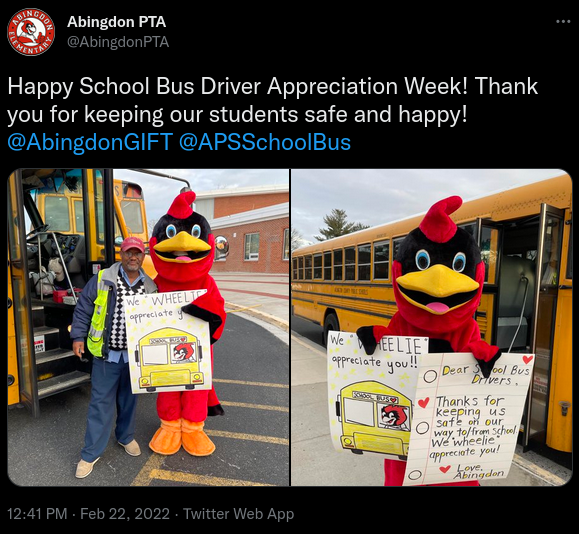 ABINGDON
ELEMENTARY
Abingdon PTA
@AbingdonPTA
Happy School Bus Driver Appreciation Week! Thank
you for keeping our students safe and happy!
@AbingdonGIFT @APSSchoolBus
We WHEELIE
appreciate y
SCHOOL BUS
We WHEELIE
appreciate you!!
SCHOOL BUS
Dear School Bus
Drivers,
Thanks for
keeping us
safe on our
way to/from school.
We wheelie
appreciate you!
Love,
Abingdon
12:41 PM · Feb 22, 2022 · Twitter Web App